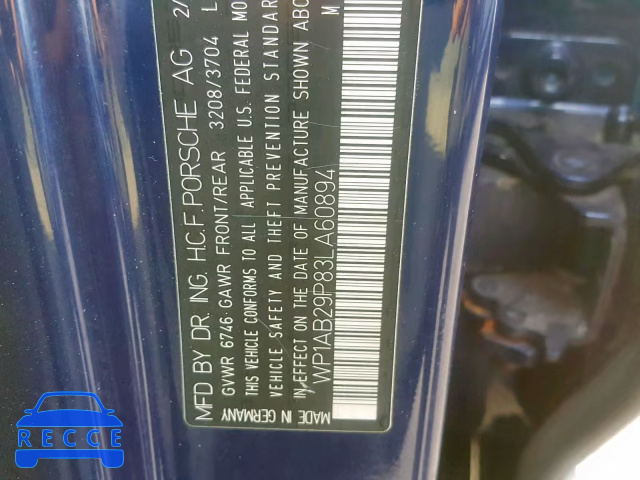 MFD BY DR. ING. H.C.F. PORSCHE AG 2/
GVWR 6746 GAWR FRONT/REAR 3208/3704 L
THIS VEHICLE CONFORMS TO ALL APPLICABLE U.S. FEDERAL MO
VEHICLE SAFETY AND THEFT PREVENTION STANDAR
IN EFFECT ON THE DATE OF MANUFACTURE SHOWN ABO
WP1AB29P83LA60894 M
MADE IN GERMANY
RECCE